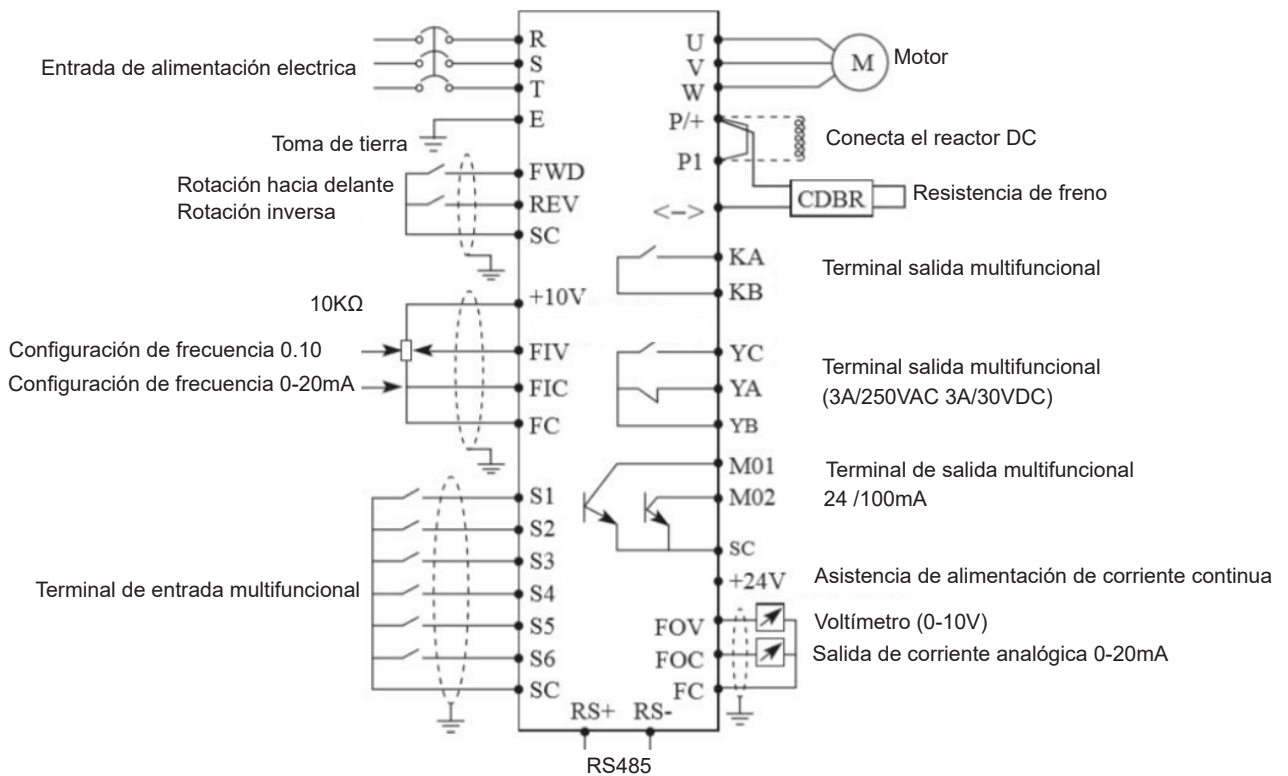 Entrada de alimentación electrica
R
S
T
E
Toma de tierra
Rotación hacia delante
Rotación inversa
FWD
REV
SC
10KΩ
+10V
Configuración de frecuencia 0.10
FIV
Configuración de frecuencia 0-20mA
FIC
FC
Terminal de entrada multifuncional
S1
S2
S3
S4
S5
S6
SC
U
V
W
M
Motor
P/+
P1
Conecta el reactor DC
<->
CDBR
Resistencia de freno
KA
KB
Terminal salida multifuncional
YC
YA
YB
Terminal salida multifuncional
(3A/250VAC 3A/30VDC)
M01
M02
SC
Terminal de salida multifuncional
24 /100mA
+24V
Asistencia de alimentación de corriente continua
FOV
Voltímetro (0-10V)
FOC
Salida de corriente analógica 0-20mA
FC
RS+ RS-
RS485